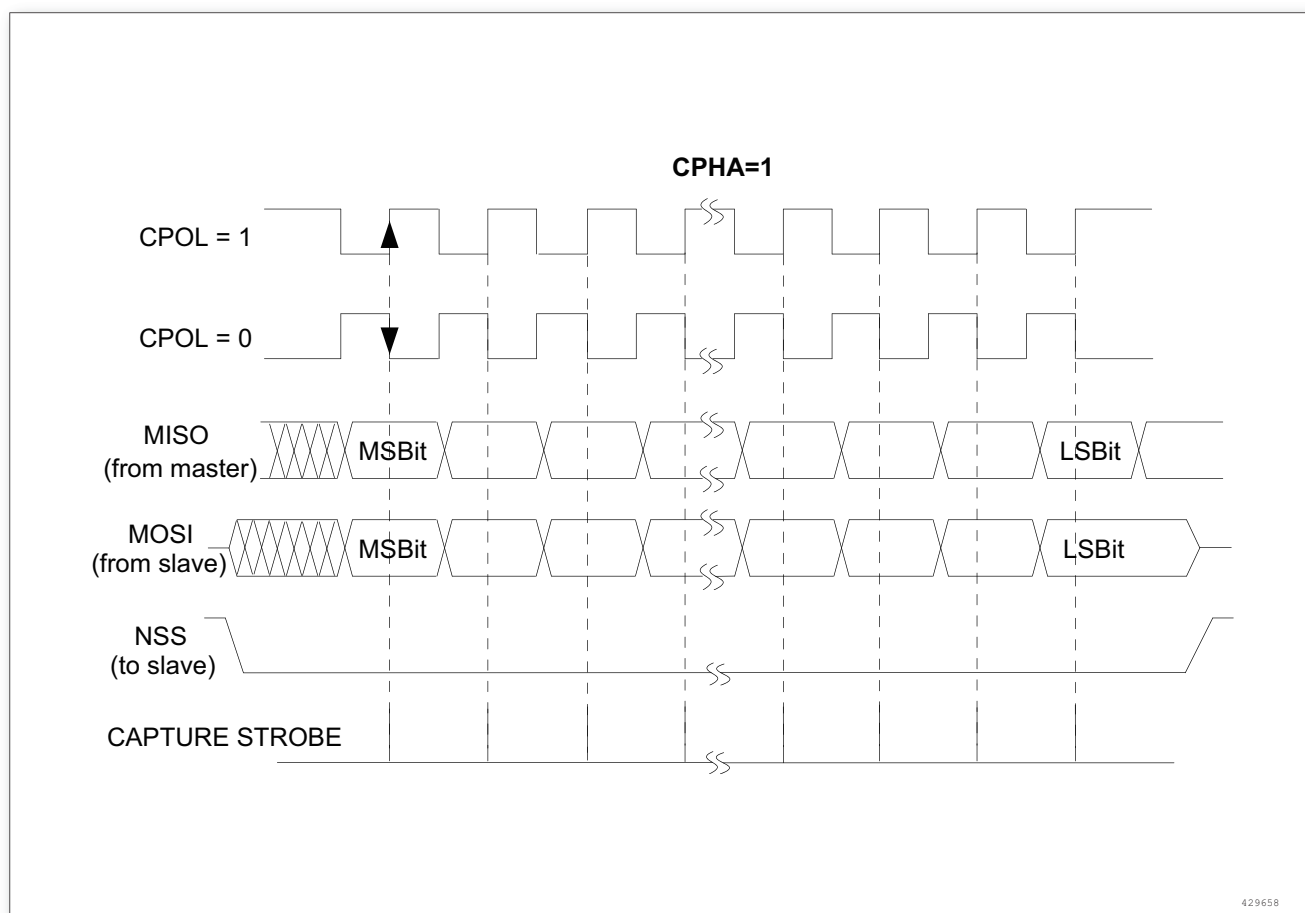 CPHA=1
CPOL = 1
CPOL = 0
MISO
(from master)
MSBit
LSBit
MOSI
(from slave)
MSBit
LSBit
NSS
(to slave)
CAPTURE STROBE
429658